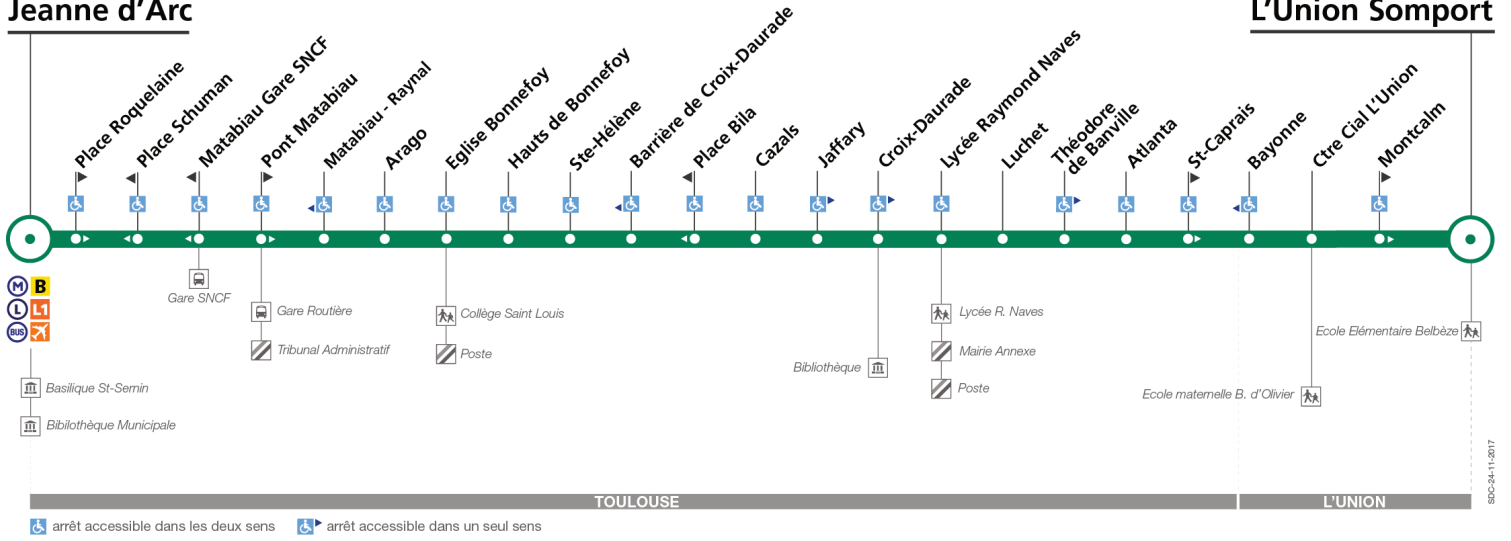 Jeanne d’Arc
L’Union Somport
Place Roquelaine
Place Schuman
Matabiau Gare SNCF
Pont Matabiau
Matabiau - Raynal
Arago
Eglise Bonnefoy
Hauts de Bonnefoy
Ste-Hélène
Barrière de Croix-Daurade
Place Bila
Cazals
Jaffary
Croix-Daurade
Lycée Raymond Naves
Luchet
Théodore
de Banville
Atlanta
St-Caprais
Bayonne
Ctre Cial L’Union
Montcalm
M B
L L1
BUS
Basilique St-Sernin
Bibilothèque Municipale
Gare SNCF
Gare Routière
Tribunal Administratif
Collège Saint Louis
Poste
Bibliothèque
Lycée R. Naves
Mairie Annexe
Poste
Ecole maternelle B. d’Olivier
Ecole Elémentaire Belbèze
SDC-24-11-2017
TOULOUSE
L’UNION
arrêt accessible dans les deux sens
arrêt accessible dans un seul sens